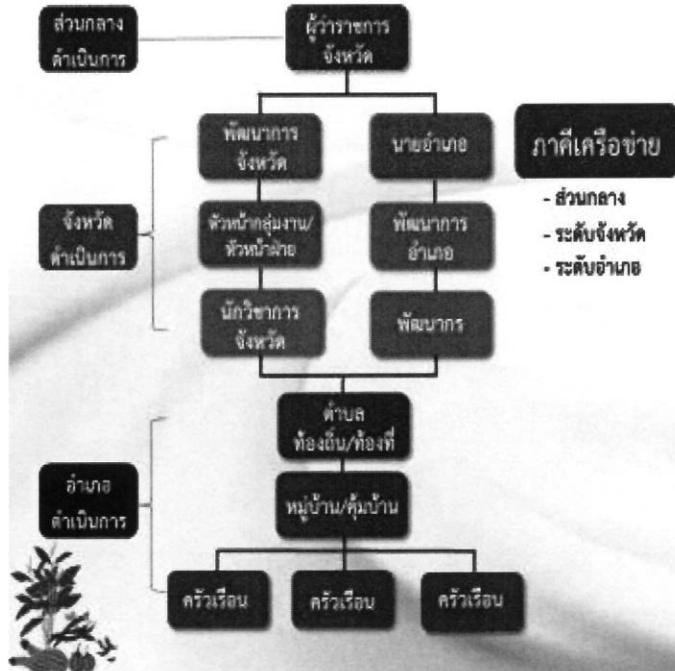 ส่วนกลาง
ดำเนินการ
ผู้ว่าราชการ
จังหวัด
พัฒนาการ
จังหวัด
นายอำเภอ
ภาคีเครือข่าย
- ส่วนกลาง
- ระดับจังหวัด
- ระดับอำเภอ
จังหวัด
ดำเนินการ
หัวหน้ากลุ่มงาน/
หัวหน้าฝ่าย
พัฒนาการ
อำเภอ
นักวิชาการ
จังหวัด
พัฒนากร
ตำบล
ท้องถิ่น/ท้องที่
อำเภอ
ดำเนินการ
หมู่บ้าน/คุ้มบ้าน
ครัวเรือน
ครัวเรือน
ครัวเรือน